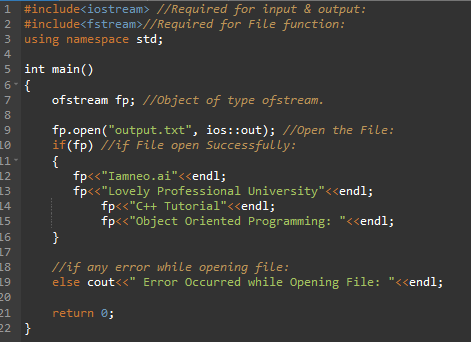 1 #include<iostream> //Required for input & output:
2 #include<fstream>//Required for File function:
3 using namespace std;
4
5 int main()
6 {
7 ofstream fp; //Object of type ofstream.
8
9 fp.open("output.txt", ios::out); //Open the File:
10 if(fp) //if File open Successfully:
11 {
12 fp<<"Iamneo.ai"<<endl;
13 fp<<"Lovely Professional University"<<endl;
14 fp<<"C++ Tutorial"<<endl;
15 fp<<"Object Oriented Programming: "<<endl;
16 }
17
18 //if any error while opening file:
19 else cout<<" Error Occurred while Opening File: "<<endl;
20
21 return 0;
22 }